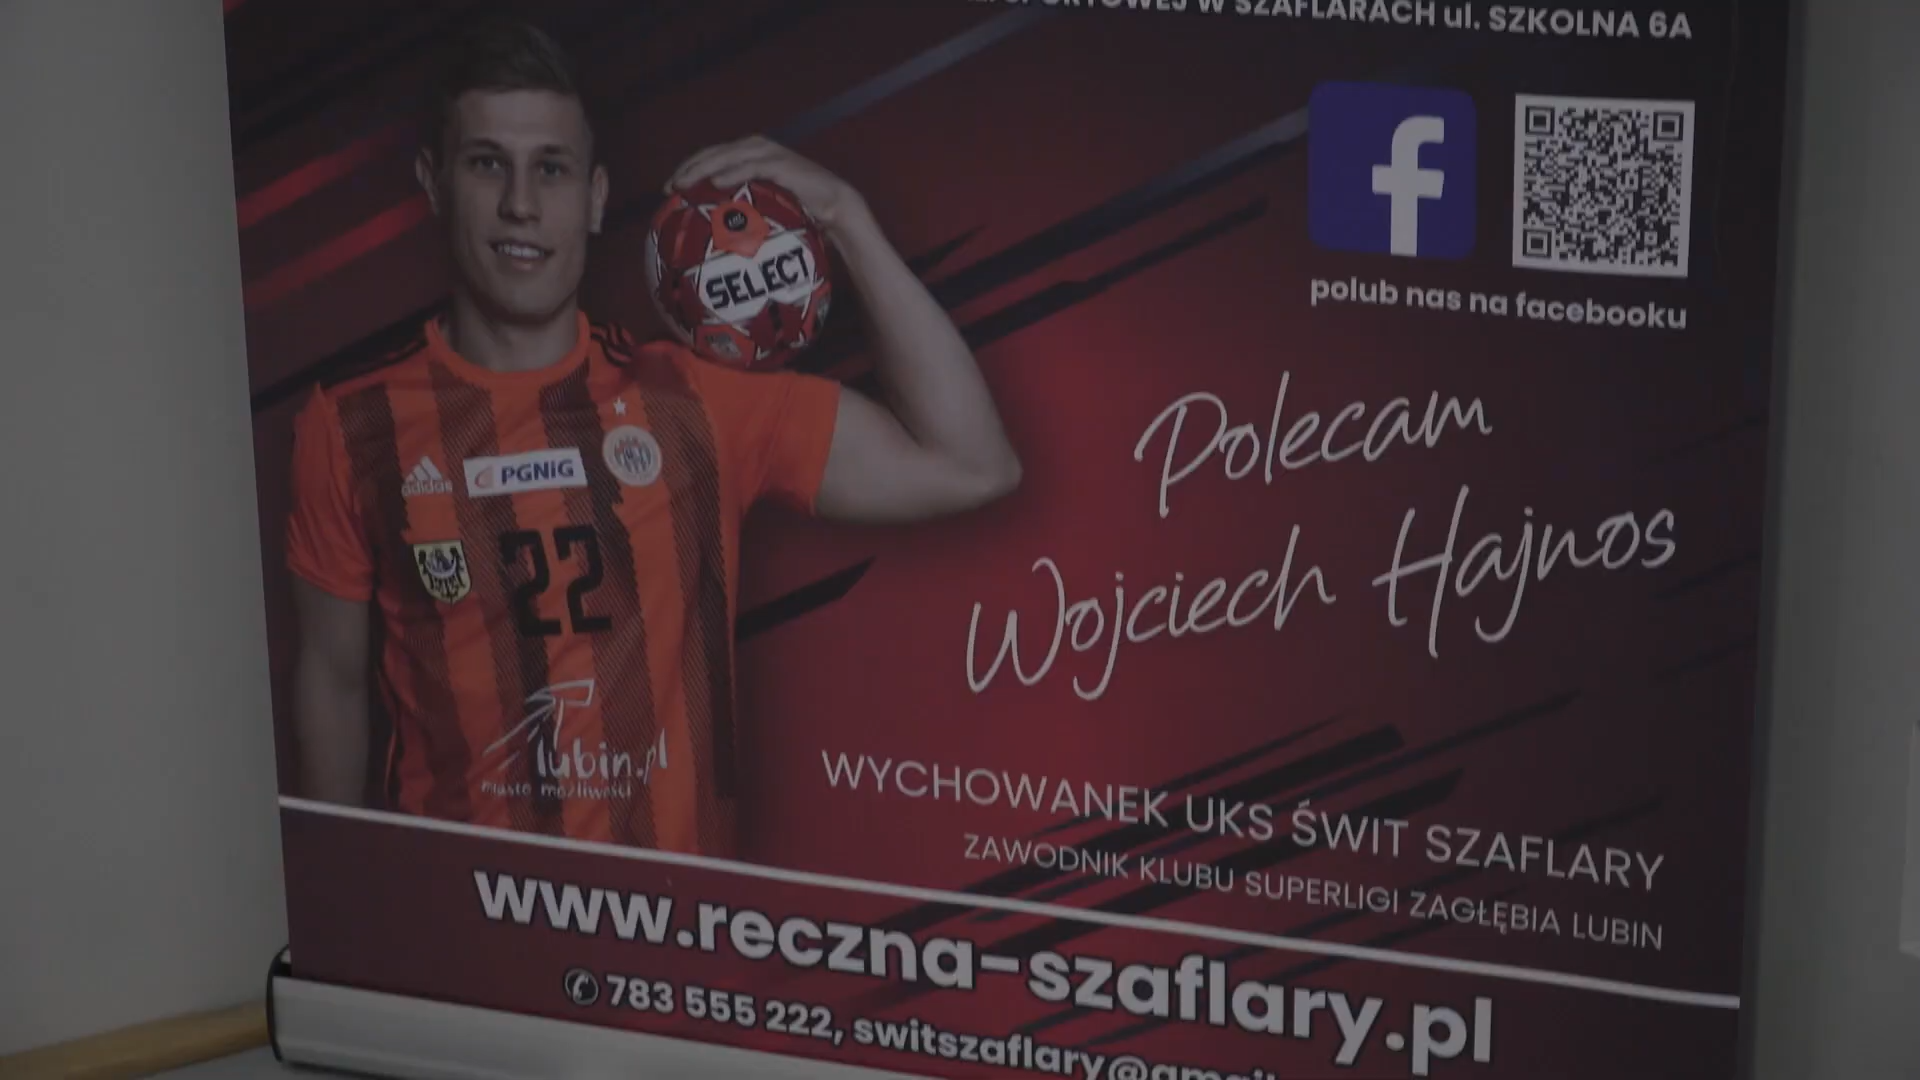 W SZAFLARACH ul. SZKOLNA 6A
f
polub nas na facebooku
SELECT
Polecam
Wojciech Hajnos
adidas
PGNiG
22
lubin.pl
miasto możliwości
WYCHOWANEK UKS ŚWIT SZAFLARY
ZAWODNIK KLUBU SUPERLIGI ZAGŁĘBIA LUBIN
www.reczna-szaflary.pl
783 555 222, switszaflary@gmail